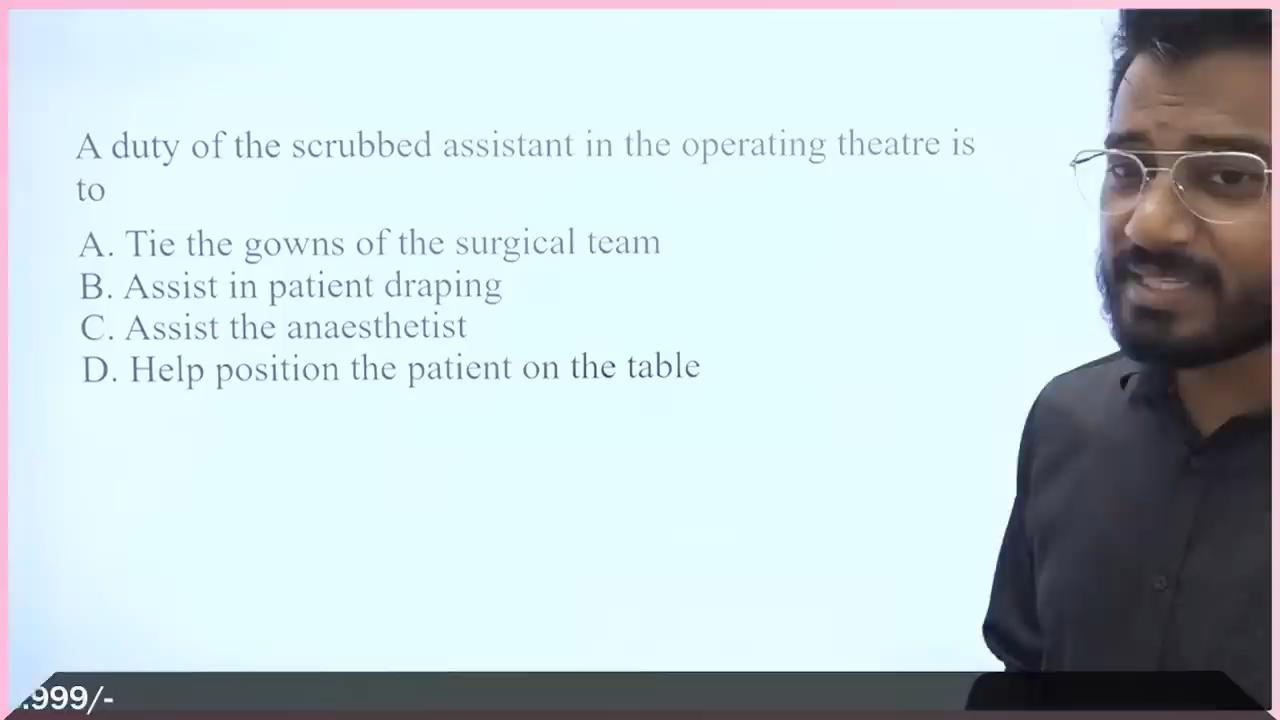 A duty of the scrubbed assistant in the operating theatre is
to
A. Tie the gowns of the surgical team
B. Assist in patient draping
C. Assist the anaesthetist
D. Help position the patient on the table
.999/-